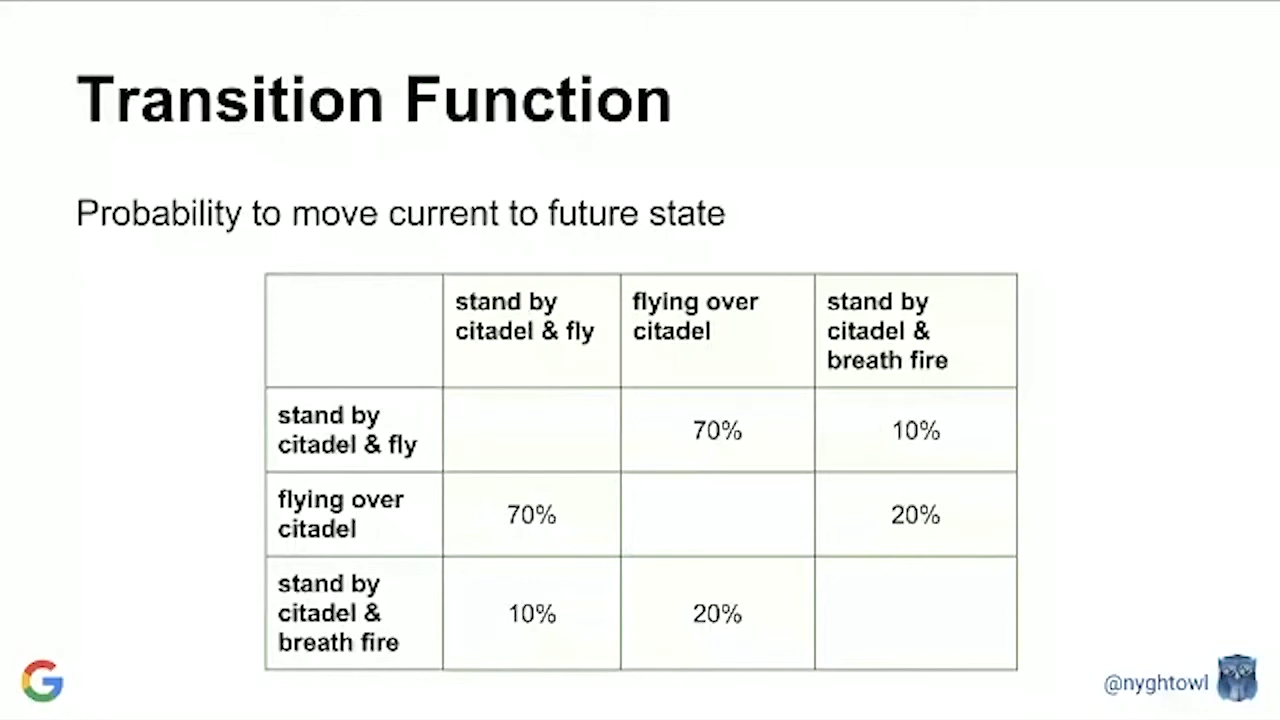 Transition Function
Probability to move current to future state
stand by
citadel & fly
flying over
citadel
stand by
citadel &
breath fire
stand by
citadel & fly
70%
10%
flying over
citadel
70%
20%
stand by
citadel &
breath fire
10%
20%
G
@nyghtowl